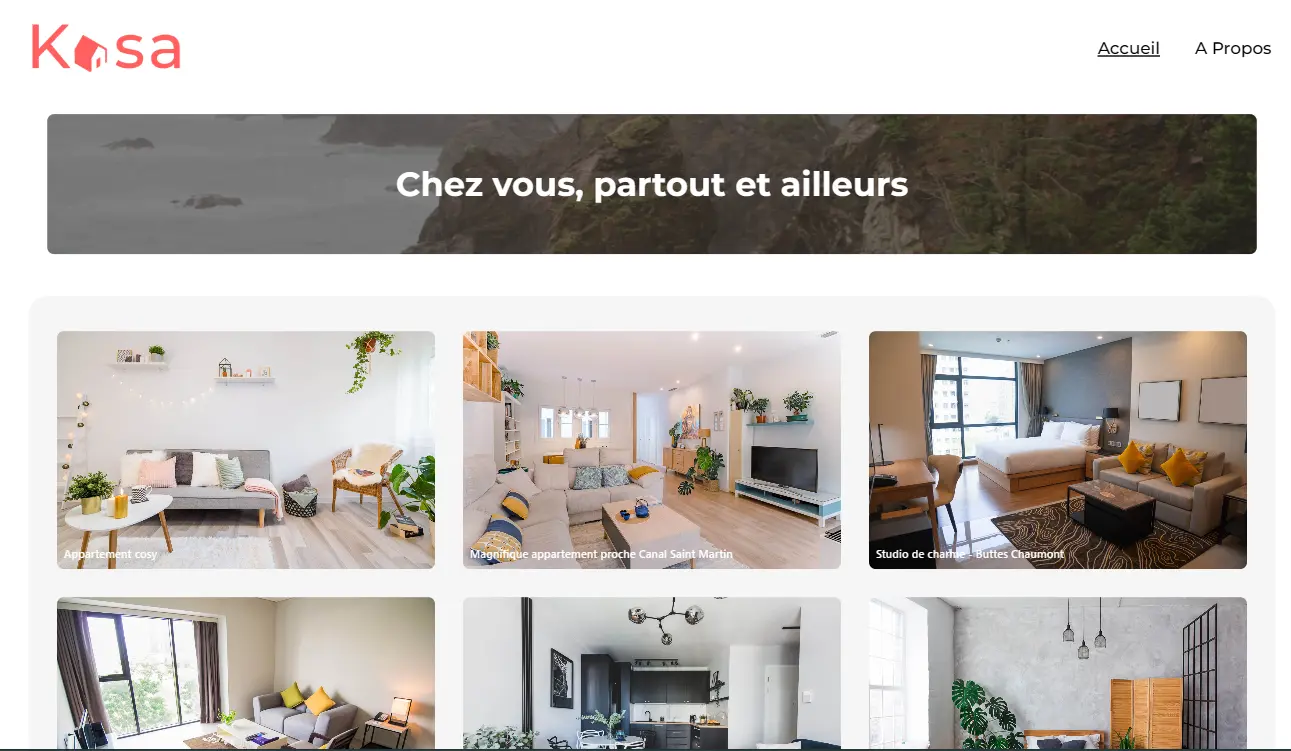 Kasa
Accueil
A Propos
Chez vous, partout et ailleurs
Appartement cosy
Magnifique appartement proche Canal Saint Martin
Studio de charme - Buttes Chaumont